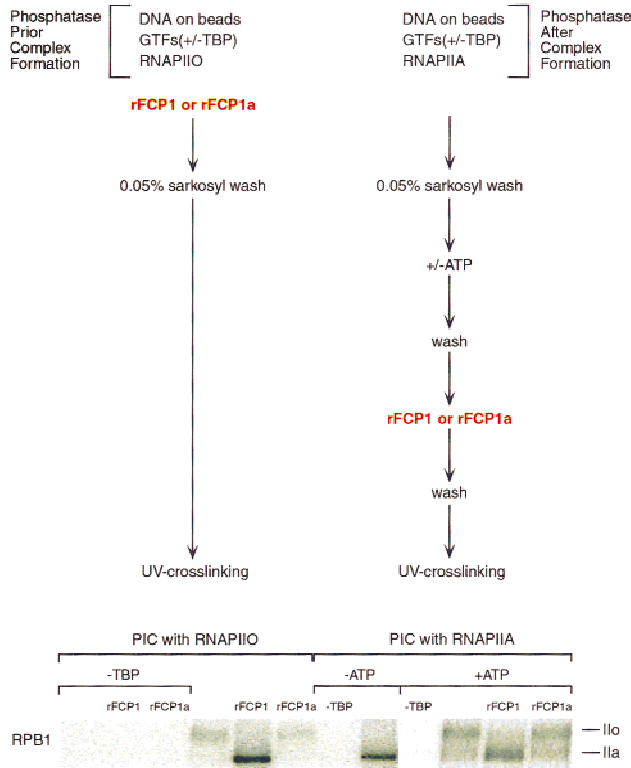 Phosphatase
Prior
Complex
Formation
DNA on beads
GTFs(+/-TBP)
RNAPIIO
rFCP1 or rFCP1a
0.05% sarkosyl wash
UV-crosslinking
DNA on beads
GTFs(+/-TBP)
RNAPIIA
Phosphatase
After
Complex
Formation
0.05% sarkosyl wash
+/-ATP
wash
rFCP1 or rFCP1a
wash
UV-crosslinking
PIC with RNAPIIO PIC with RNAPIIA
-TBP -ATP +ATP
rFCP1 rFCP1a rFCP1 rFCP1a -TBP -TBP rFCP1 rFCP1a
RPB1
IIo
IIa